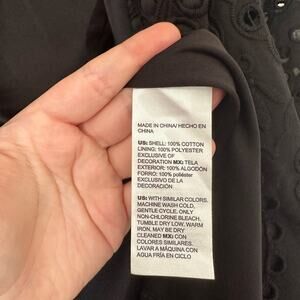 MADE IN CHINA/ HECHO EN
CHINA
US: SHELL: 100% COTTON
LINING: 100% POLYESTER
EXCLUSIVE OF
DECORATION MX: TELA
EXTERIOR: 100% ALGODÓN
FORRO: 100% poliéster
EXCLUSIVO DE LA
DECORACIÓN
US: WITH SIMILAR COLORS.
MACHINE WASH COLD,
GENTLE CYCLE. ONLY
NON-CHLORINE BLEACH.
TUMBLE DRY LOW, WARM
IRON, MAY BE DRY
CLEANED MX: CON
COLORES SIMILARES.
LAVAR A MÁQUINA CON
AGUA FRÍA EN CICLO